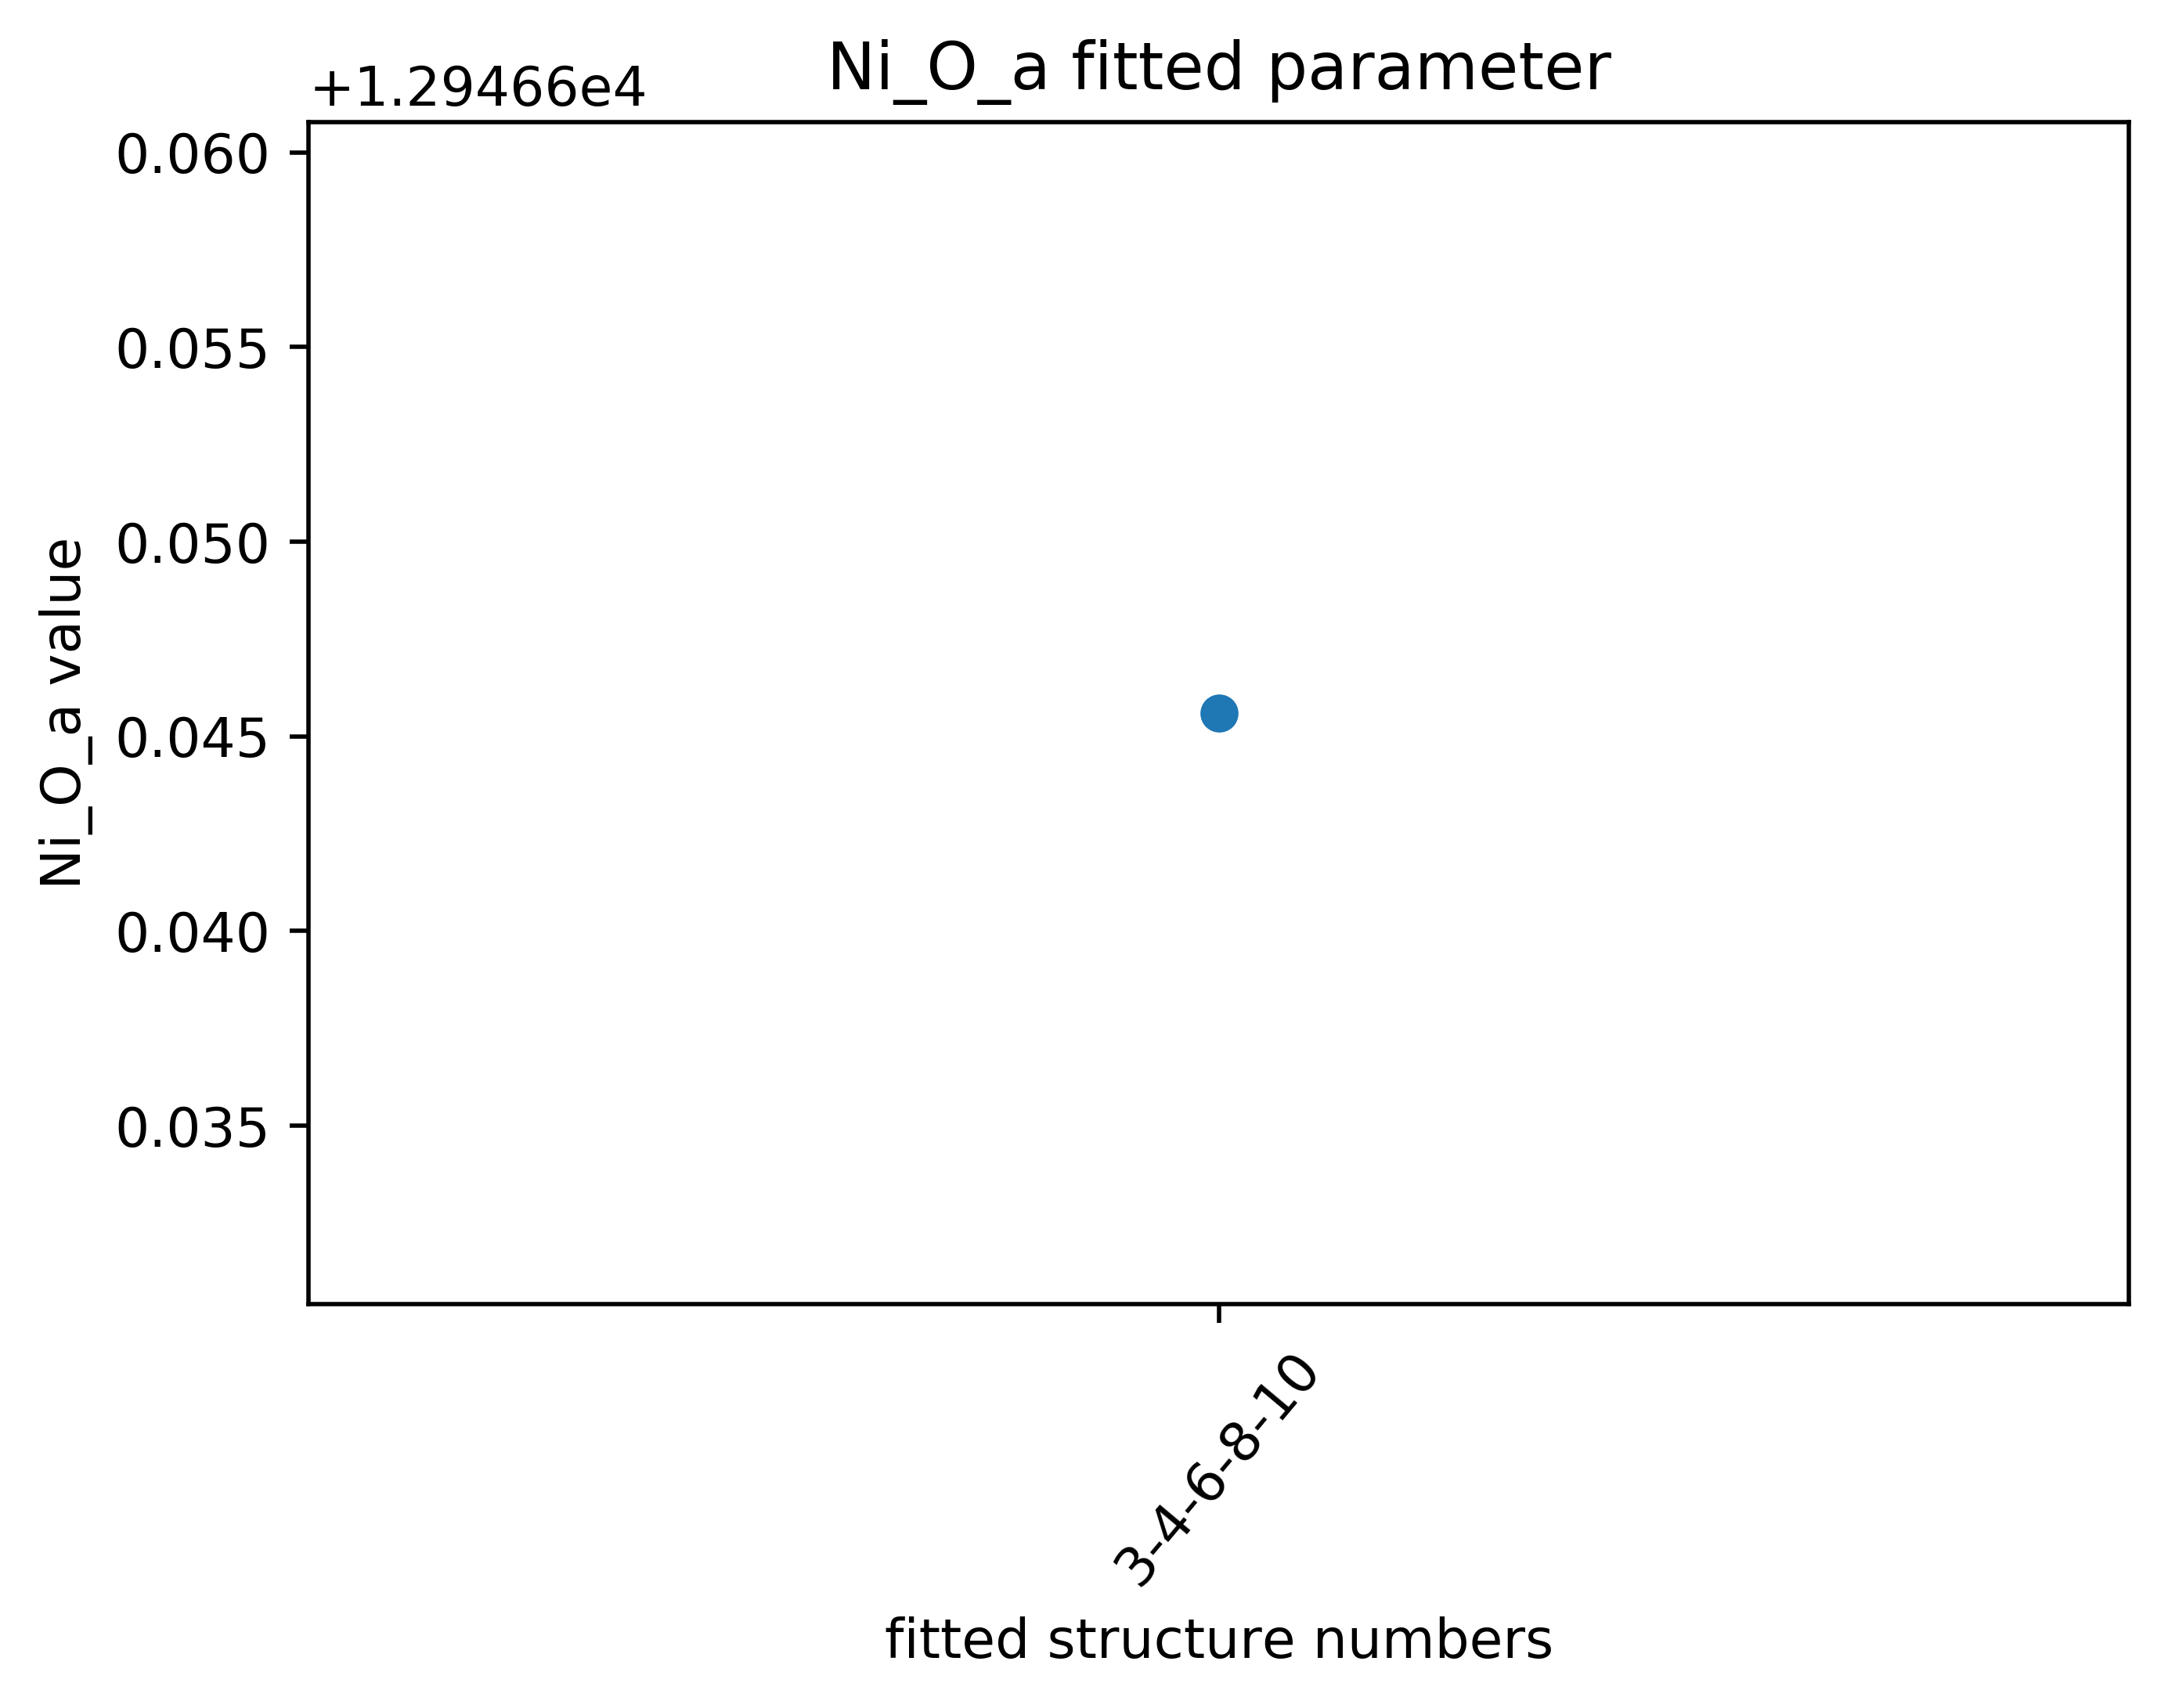 Ni_O_a fitted parameter
+1.29466e4
0.060
0.055
0.050
0.045
0.040
0.035
Ni_O_a value
3-4-6-8-10
fitted structure numbers